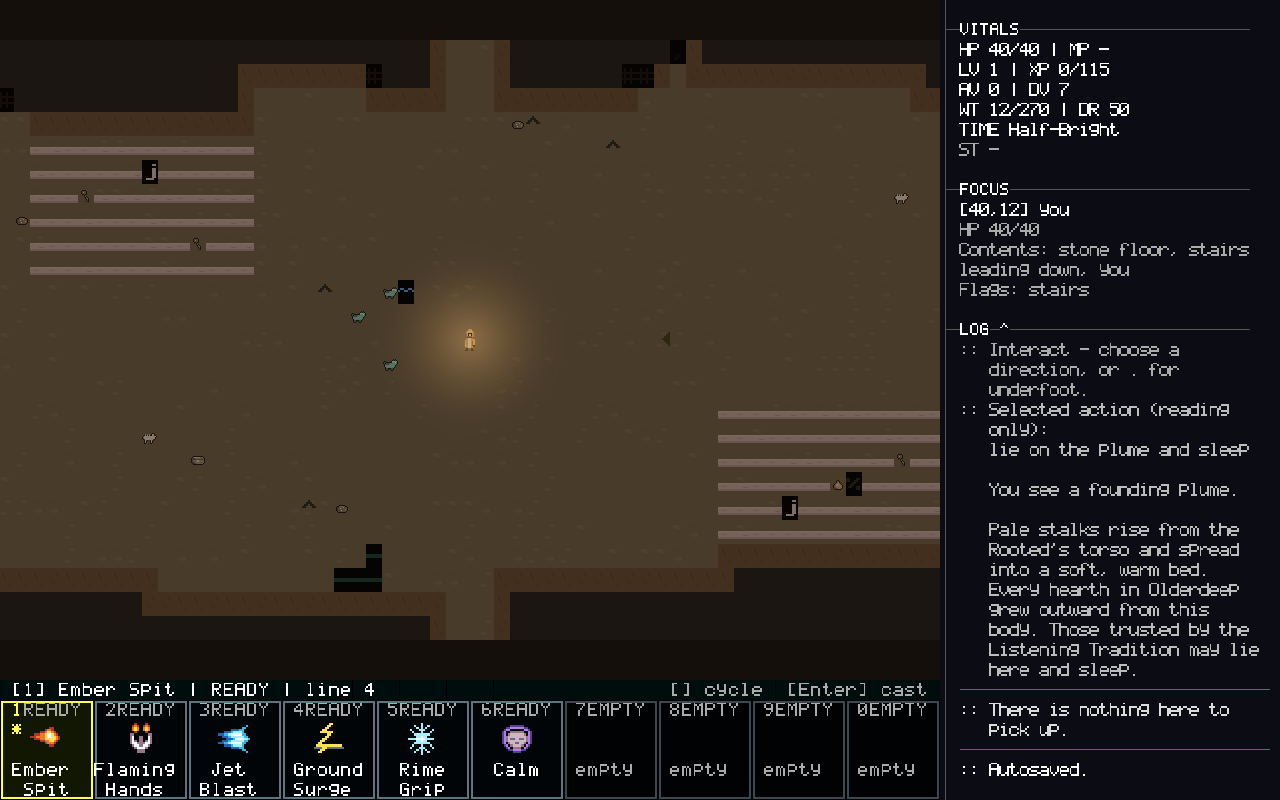 VITALS
HP 40/40 | MP -
LV 1 | XP 0/115
AV 0 | DV 7
WT 12/270 | DR 50
TIME Half-Bright
ST -
FOCUS
[40,12] You
HP 40/40
Contents: stone floor, stairs
leading down, you
Flags: stairs
LOG ^
:: Interact - choose a
direction, or . for
underfoot.
:: Selected action (reading
only):
lie on the Plume and sleep
You see a founding Plume.
Pale stalks rise from the
Rooted's torso and spread
into a soft, warm bed.
Every hearth in Olderdeep
grew outward from this
body. Those trusted by the
Listening Tradition may lie
here and sleep.
:: There is nothing here to
pick up.
:: Autosaved.
j
j
[1] Ember Spit | READY | line 4
[] cycle [Enter] cast
1READY 2READY 3READY 4READY 5READY 6READY 7EMPTY 8EMPTY 9EMPTY 0EMPTY
*
Ember Flaming Jet Ground Rime Calm empty empty empty empty
Spit Hands Blast Surge Grip